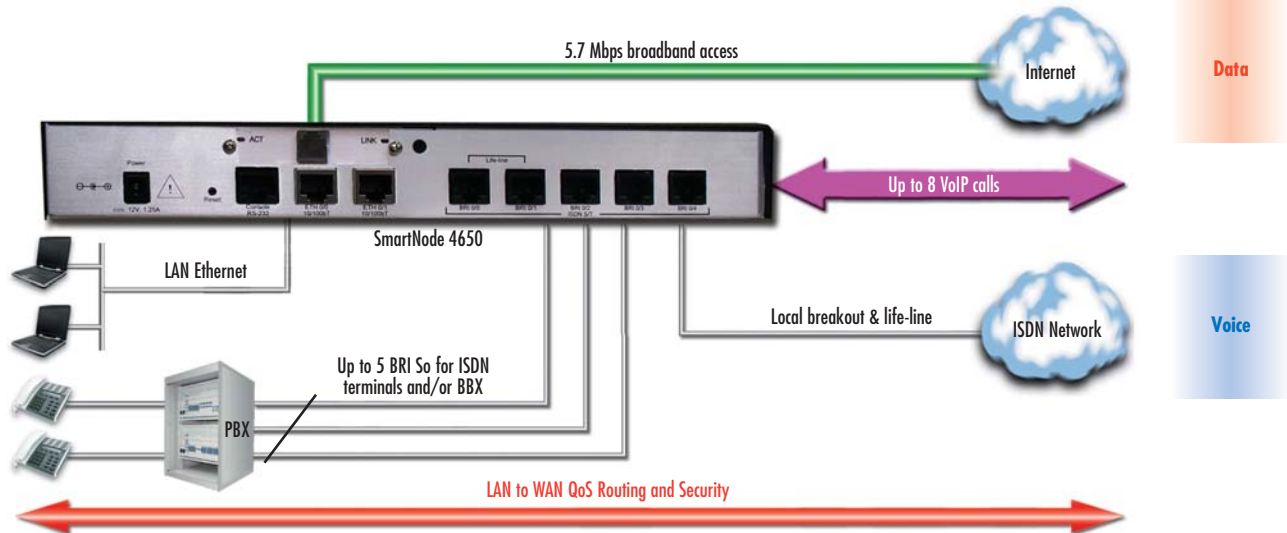 5.7 Mbps broadband access
Internet
Data
ACT
LINK
Power
Life-line
Up to 8 VoIP calls
Reset
12V, 1.25A
Console
RS-232
ETH 0/0
10/100bT
ETH 0/1
10/100bT
BRI 0/0
BRI 0/1
BRI 0/2
BRI 0/3
BRI 0/4
ISDN S/T
SmartNode 4650
LAN Ethernet
Local breakout & life-line
ISDN Network
Voice
Up to 5 BRI So for ISDN
terminals and/or BBX
PBX
LAN to WAN QoS Routing and Security